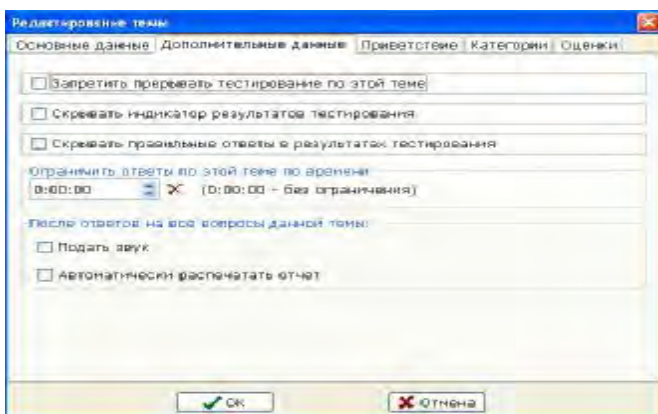 Редактирование темы
Основные данные Дополнительные данные Приветствие Категории Оценки
Запретить прерывать тестирование по этой теме
Скрывать индикатор результатов тестирования
Скрывать правильные ответы в результатах тестирования
Ограничить ответы по этой теме по времени
0:00:00 (0:00:00 - без ограничения)
После ответов на все вопросы данной темы:
Подать звук
Автоматически распечатать отчет
ОК Отмена